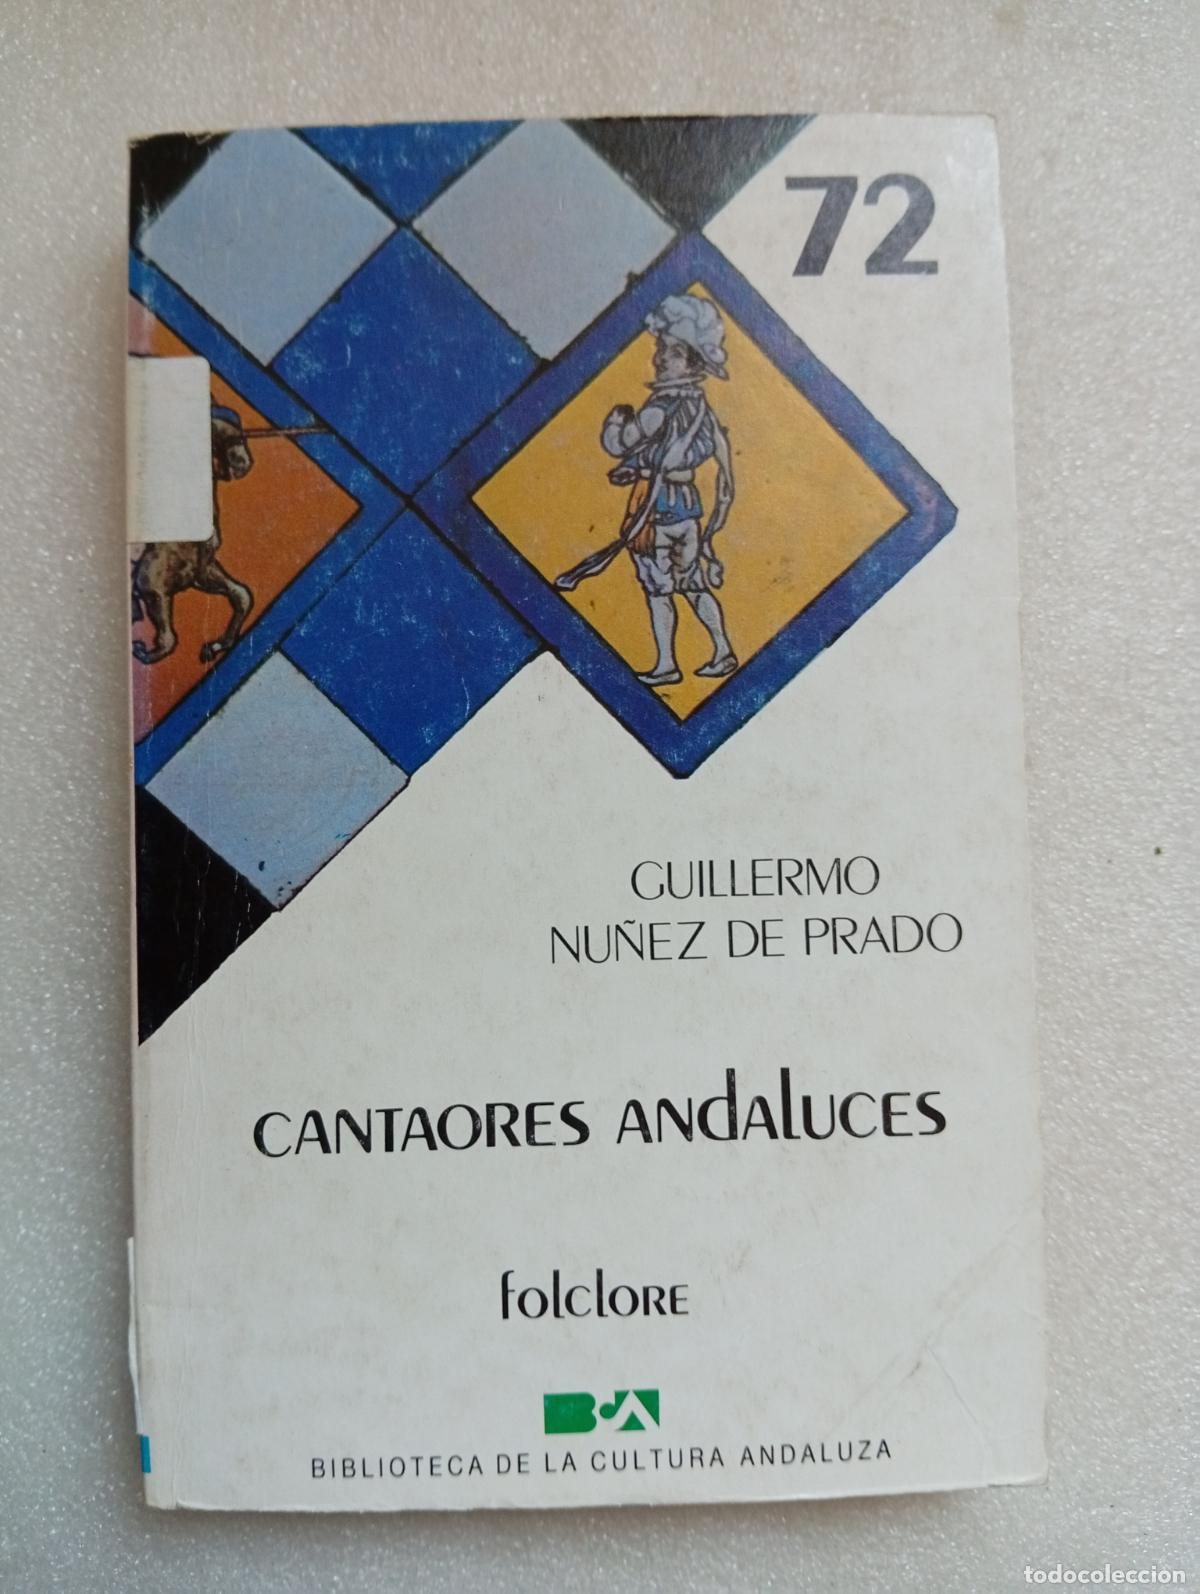 72
GUILLERMO
NUÑEZ DE PRADO
CANTAORES ANDALUCES
folclore
BCA
BIBLIOTECA DE LA CULTURA ANDALUZA
todocoleccion